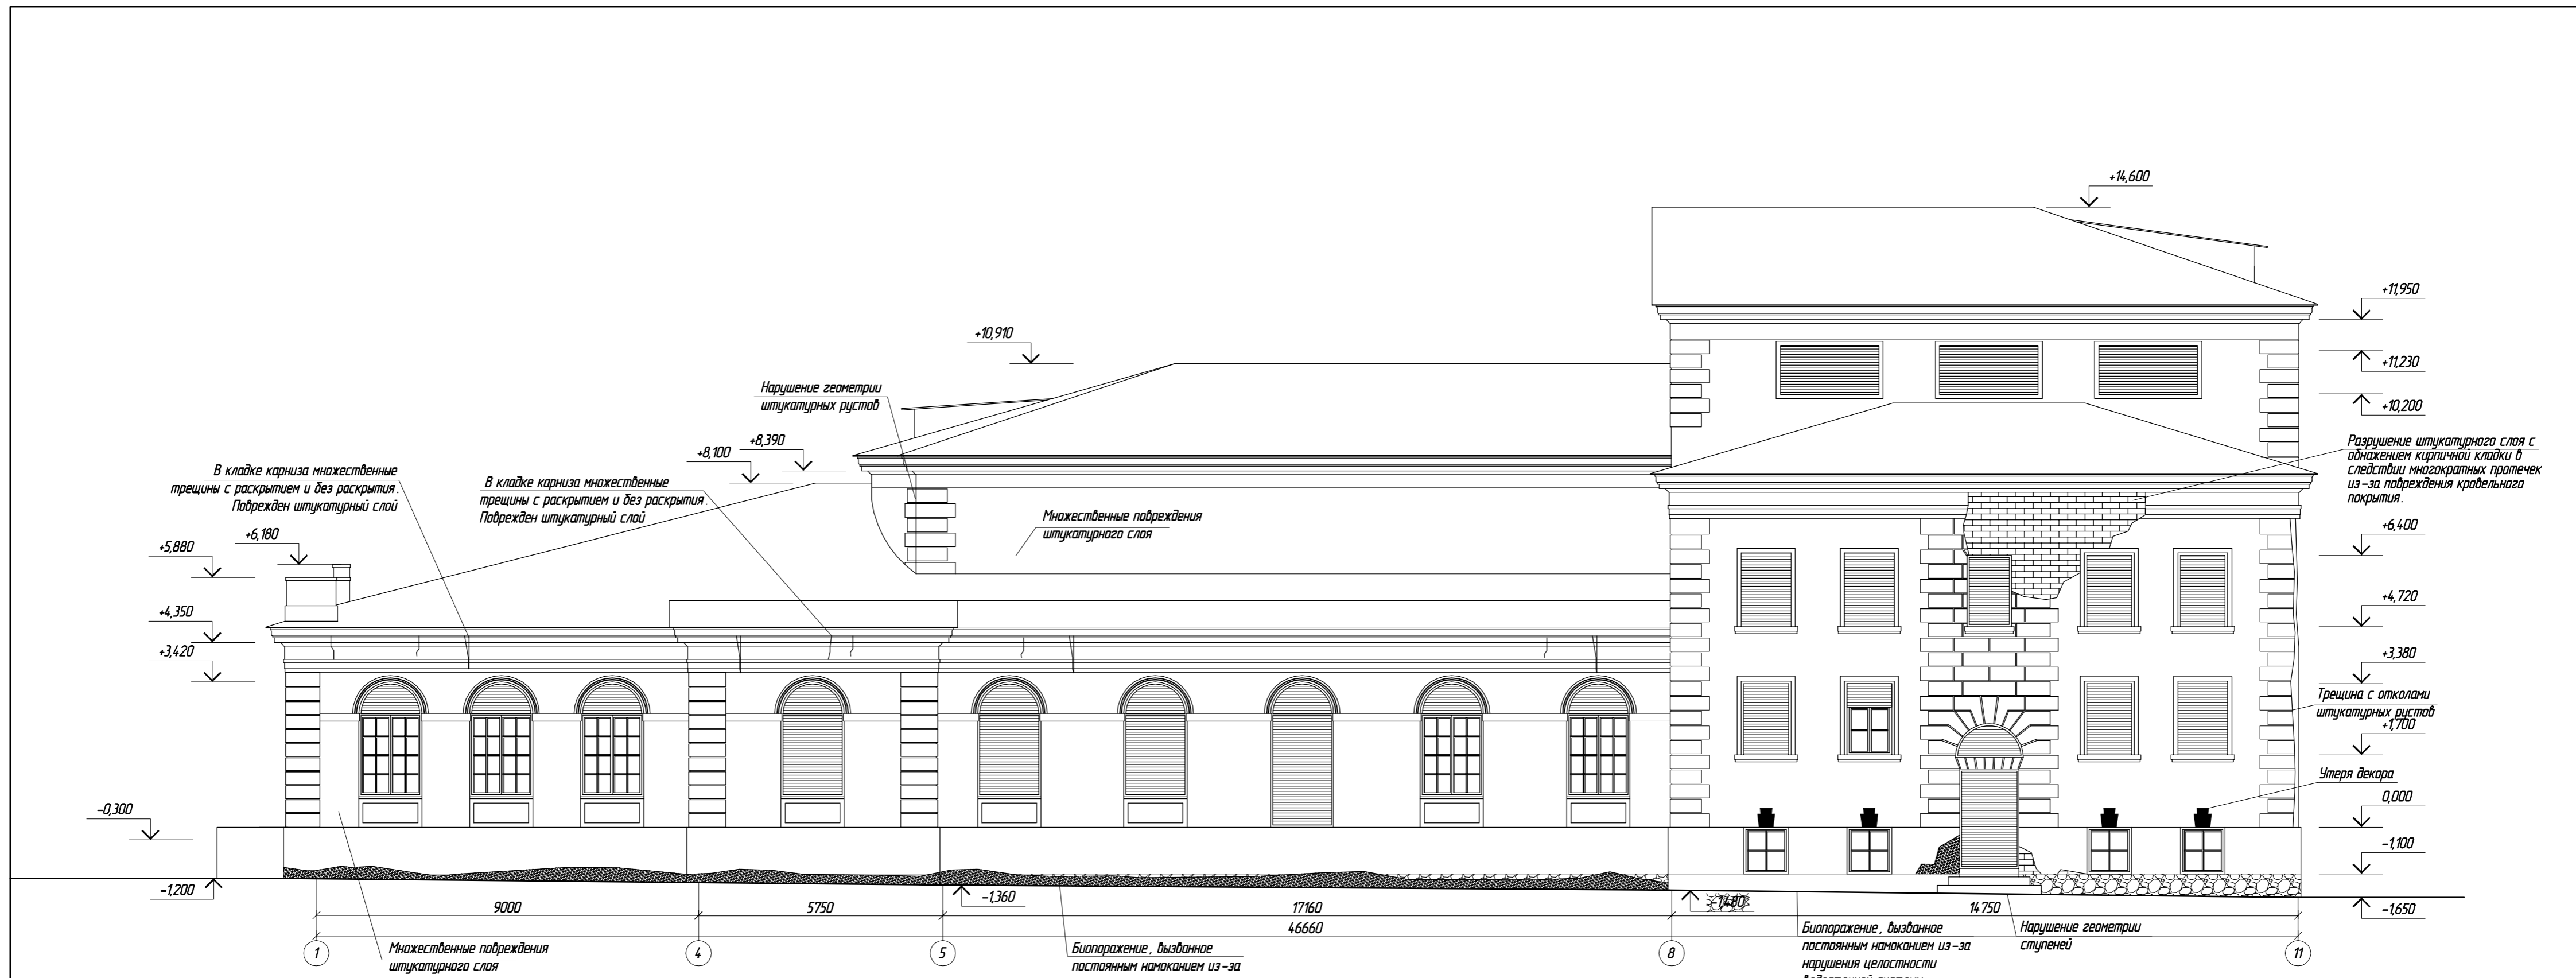 +14,600
+11,950
+10,910
+11,230
Нарушение геометрии
штукатурных рустов
+10,200
+8,390
+8,100
Разрушение штукатурного слоя с
обнажением кирпичной кладки в
следствии многократных протечек
из-за повреждения кровельного
покрытия.
В кладке карниза множественные
трещины с раскрытием и без раскрытия.
Поврежден штукатурный слой
В кладке карниза множественные
трещины с раскрытием и без раскрытия.
Поврежден штукатурный слой
Множественные повреждения
штукатурного слоя
+6,400
+6,180
+5,880
+4,350
+4,720
+3,420
+3,380
Трещина с отколами
штукатурных рустов
+1,700
Утеря декора
-0,300
0,000
-1,100
-1,200
-1,360
-1,480
-1,650
9000
5750
17160
14750
46660
1
4
5
8
11
Множественные повреждения
штукатурного слоя
Биопоражение, вызванное
постоянным намоканием из-за
Биопоражение, вызванное
постоянным намоканием из-за
нарушения целостности
Нарушение геометрии
ступеней